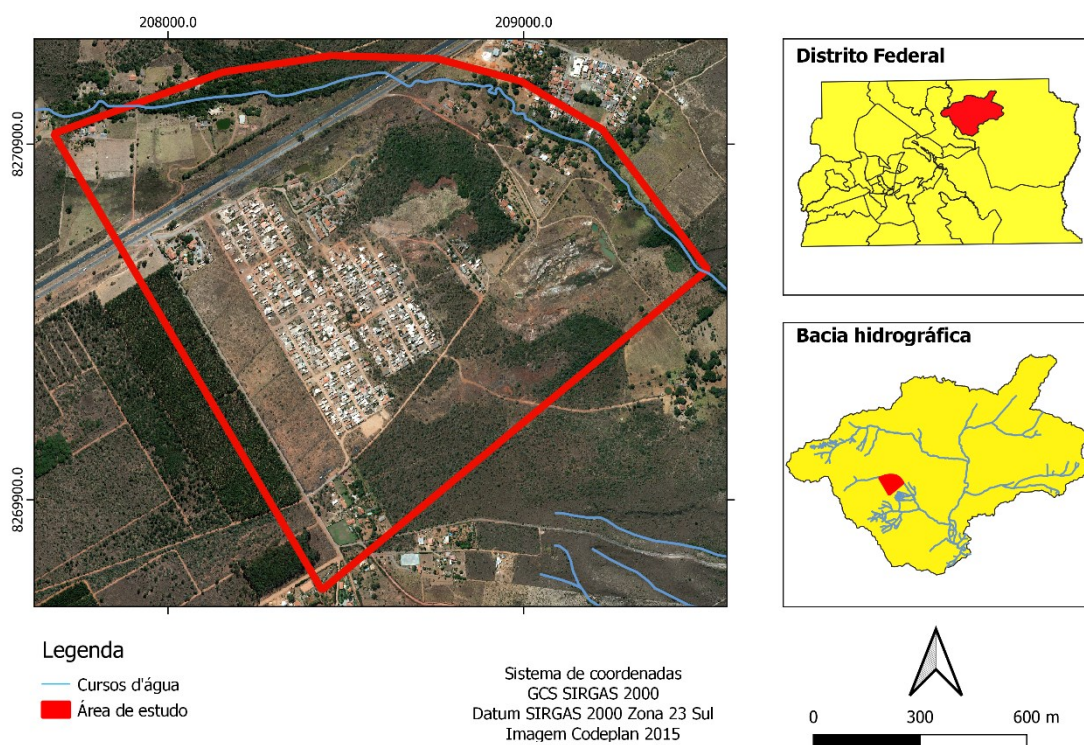 208000.0
209000.0
8270900.0
8269900.0
Distrito Federal
Bacia hidrográfica
Legenda
Cursos d'água
Área de estudo
Sistema de coordenadas
GCS SIRGAS 2000
Datum SIRGAS 2000 Zona 23 Sul
Imagem Codeplan 2015
0 300 600 m